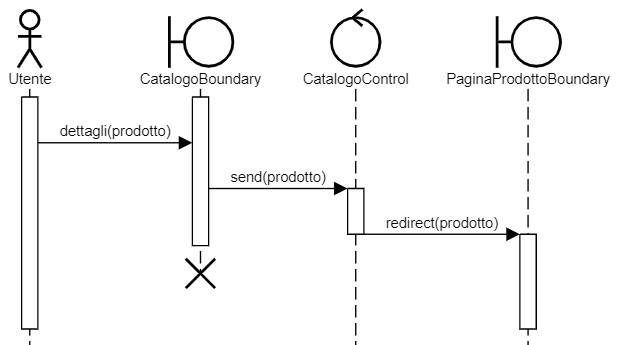 Utente
CatalogoBoundary
CatalogoControl
PaginaProdottoBoundary
dettagli(prodotto)
send(prodotto)
redirect(prodotto)